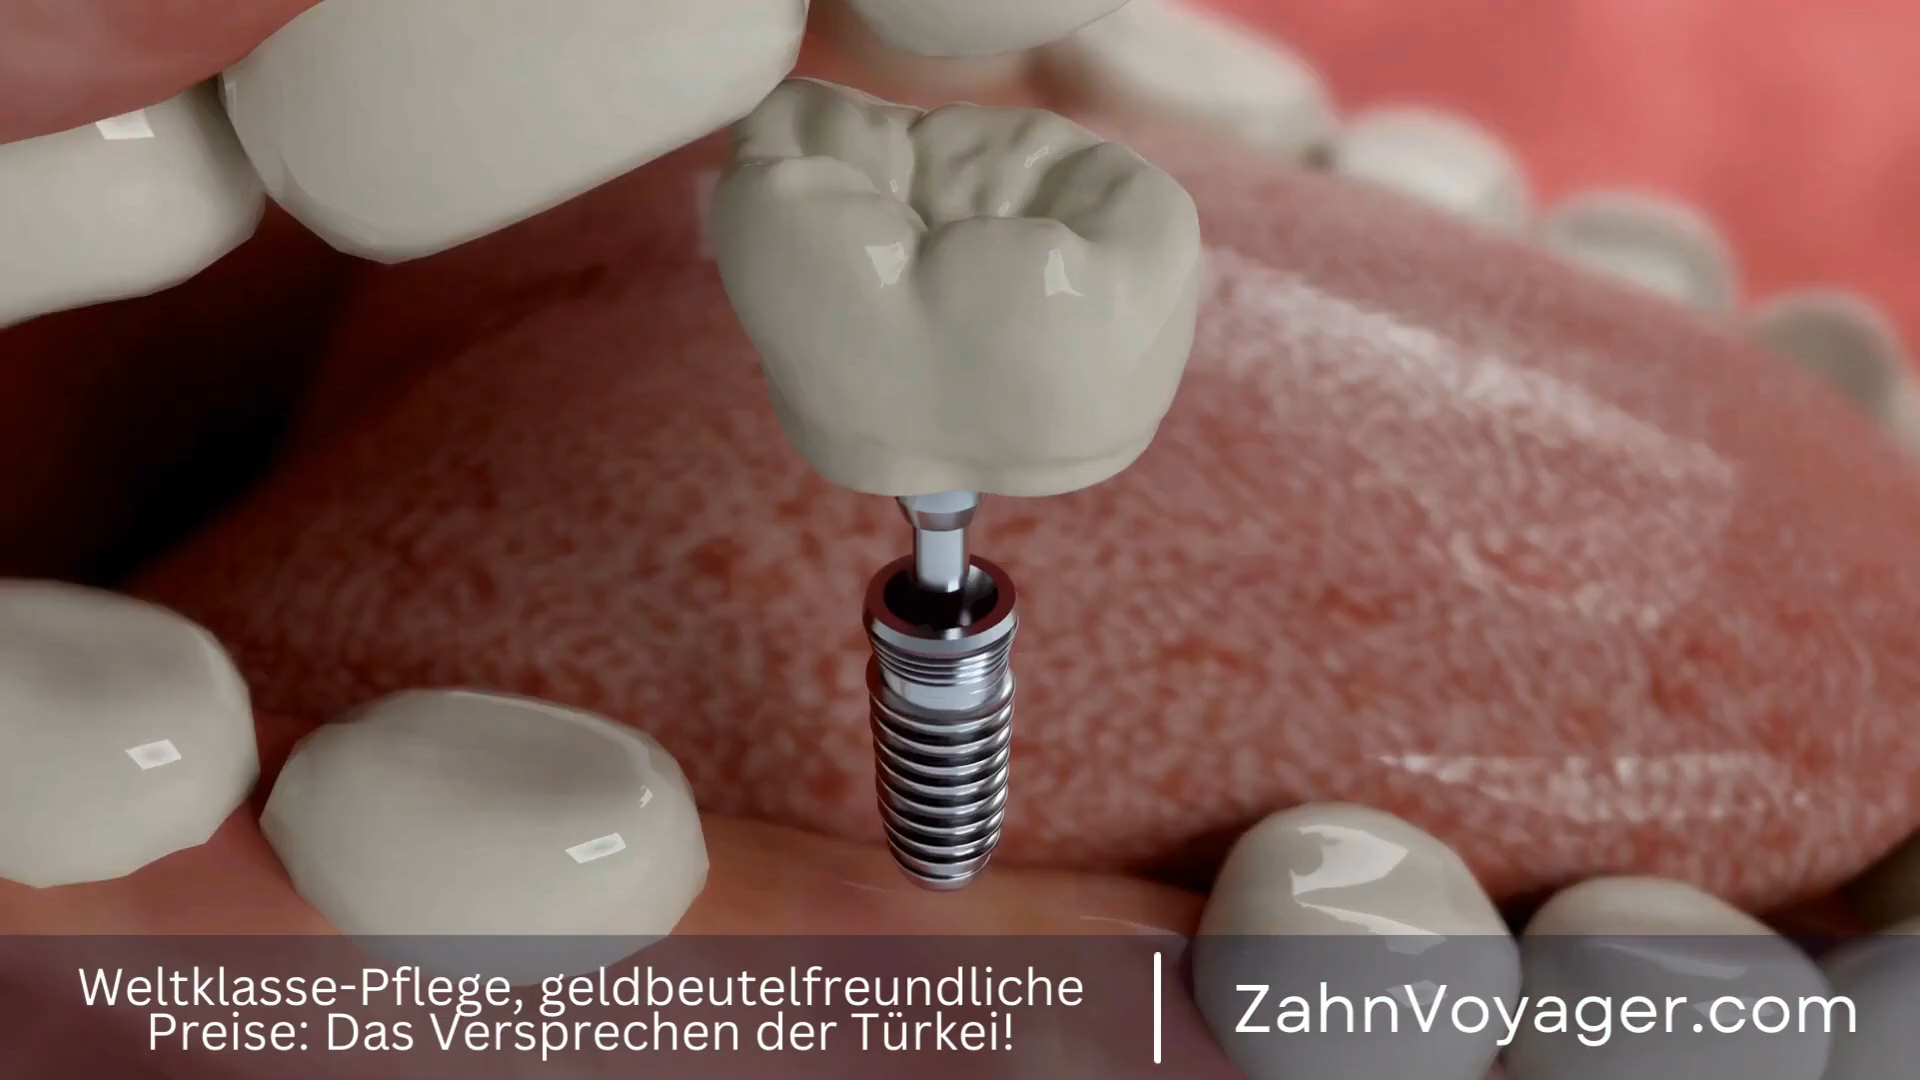 Weltklasse-Pflege, geldbeutelfreundliche
Preise: Das Versprechen der Türkei!
ZahnVoyager.com